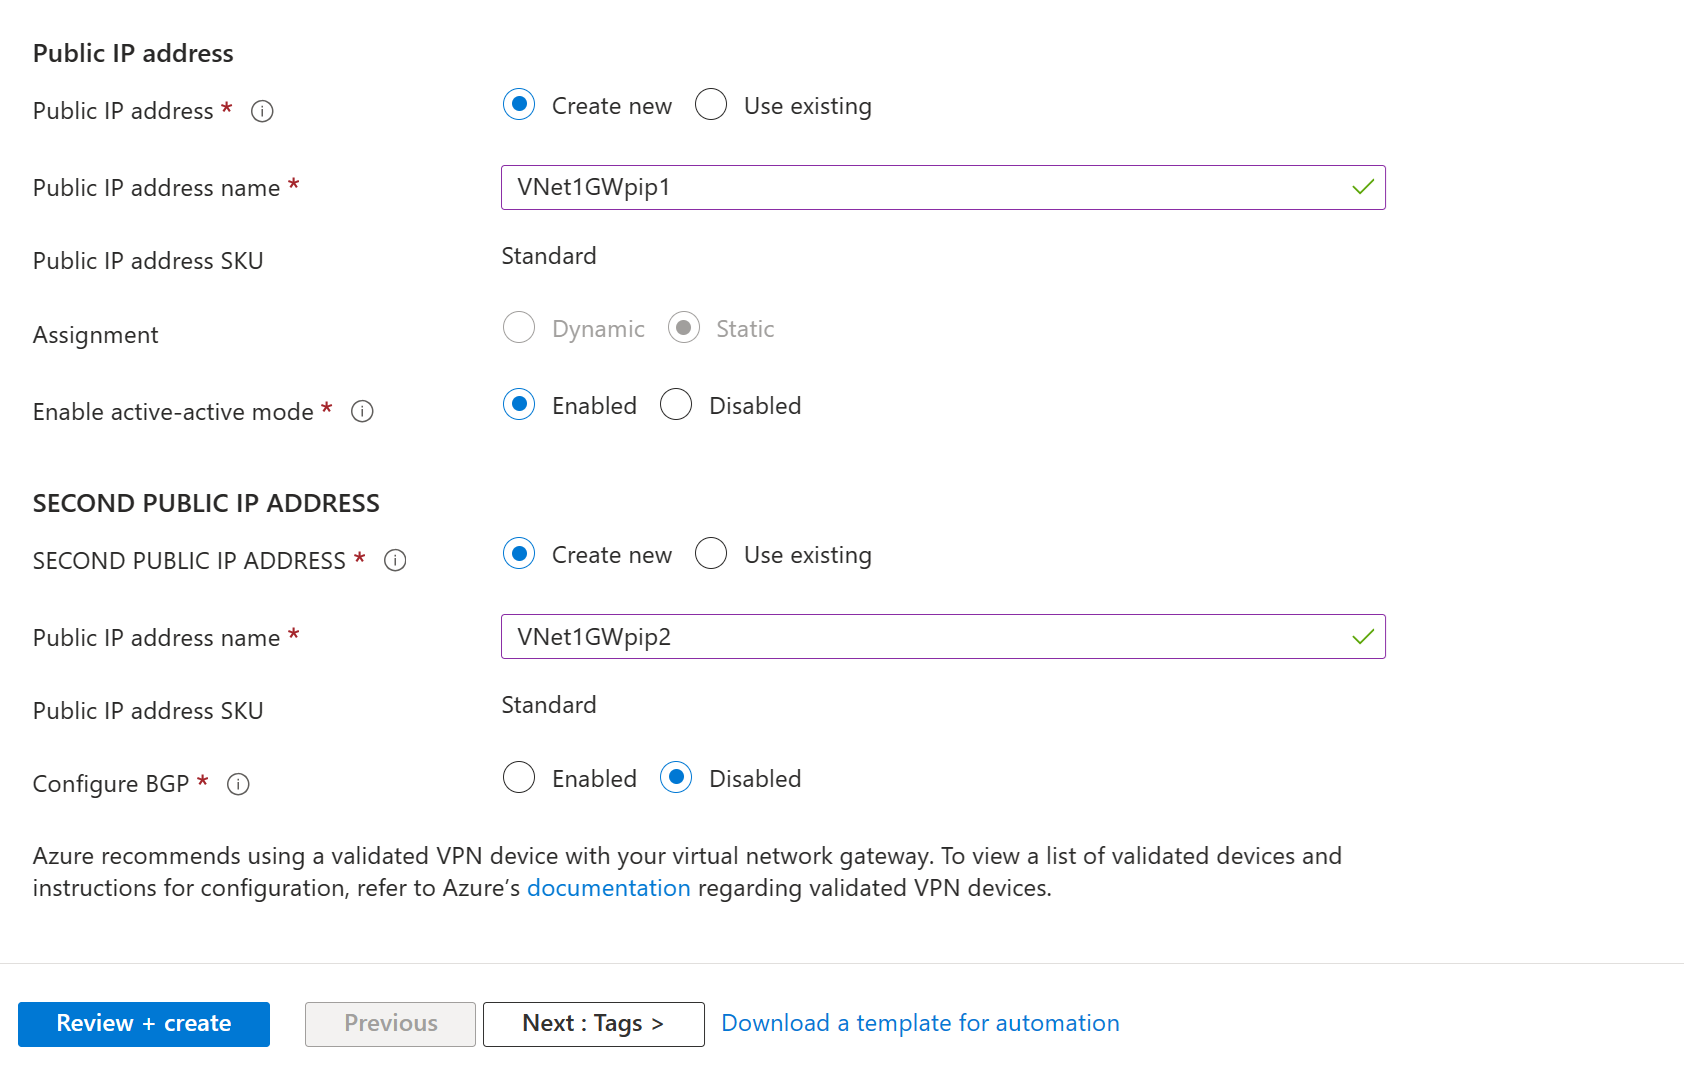 Public IP address
Public IP address *
Create new
Use existing
Public IP address name *
VNet1GWpip1
Public IP address SKU
Standard
Assignment
Dynamic
Static
Enable active-active mode *
Enabled
Disabled
SECOND PUBLIC IP ADDRESS
SECOND PUBLIC IP ADDRESS *
Create new
Use existing
Public IP address name *
VNet1GWpip2
Public IP address SKU
Standard
Configure BGP *
Enabled
Disabled
Azure recommends using a validated VPN device with your virtual network gateway. To view a list of validated devices and
instructions for configuration, refer to Azure’s documentation regarding validated VPN devices.
Review + create
Previous
Next : Tags >
Download a template for automation